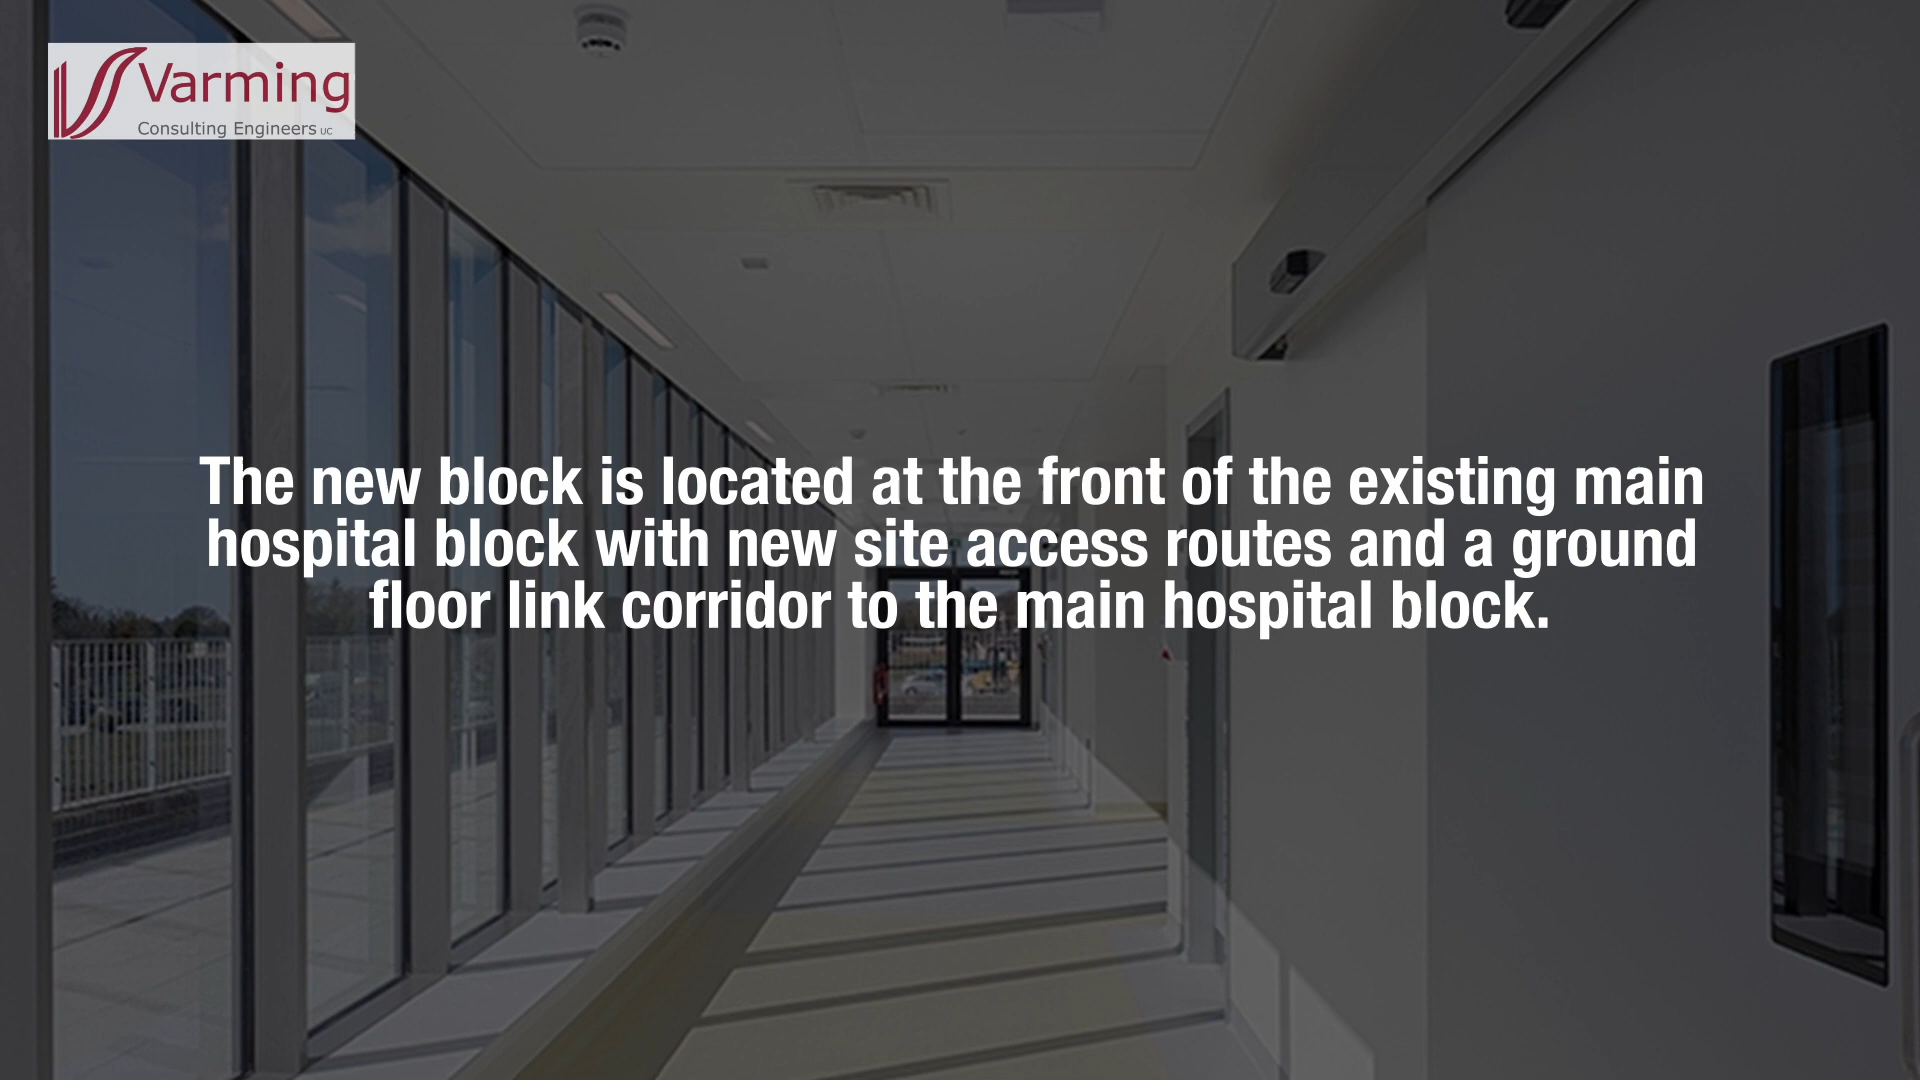 Varming
Consulting Engineers UC
The new block is located at the front of the existing main
hospital block with new site access routes and a ground
floor link corridor to the main hospital block.